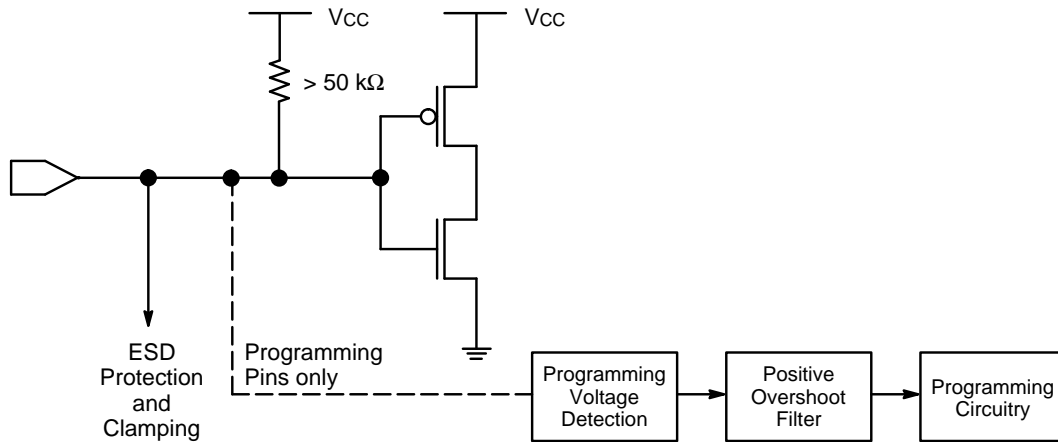 VCC
VCC
> 50 kΩ
ESD
Protection
and
Clamping
Programming
Pins only
Programming
Voltage
Detection
Positive
Overshoot
Filter
Programming
Circuitry